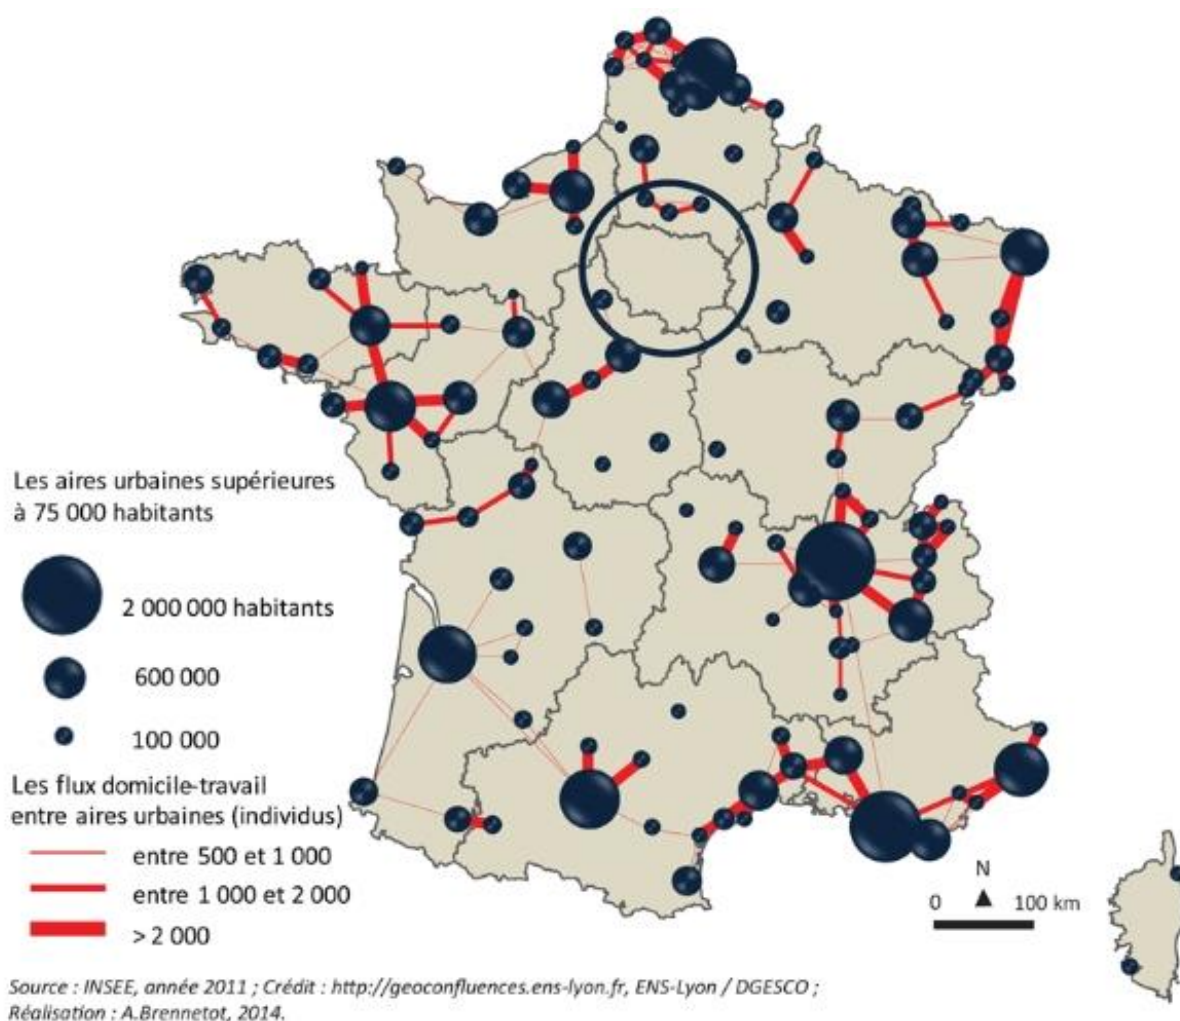 Les aires urbaines supérieures
à 75 000 habitants
2 000 000 habitants
600 000
100 000
Les flux domicile-travail
entre aires urbaines (individus)
entre 500 et 1 000
entre 1 000 et 2 000
> 2 000
N
0 100 km
Source : INSEE, année 2011 ; Crédit : http://geoconfluences.ens-lyon.fr, ENS-Lyon / DGESCO ;
Réalisation : A.Brennetot, 2014.